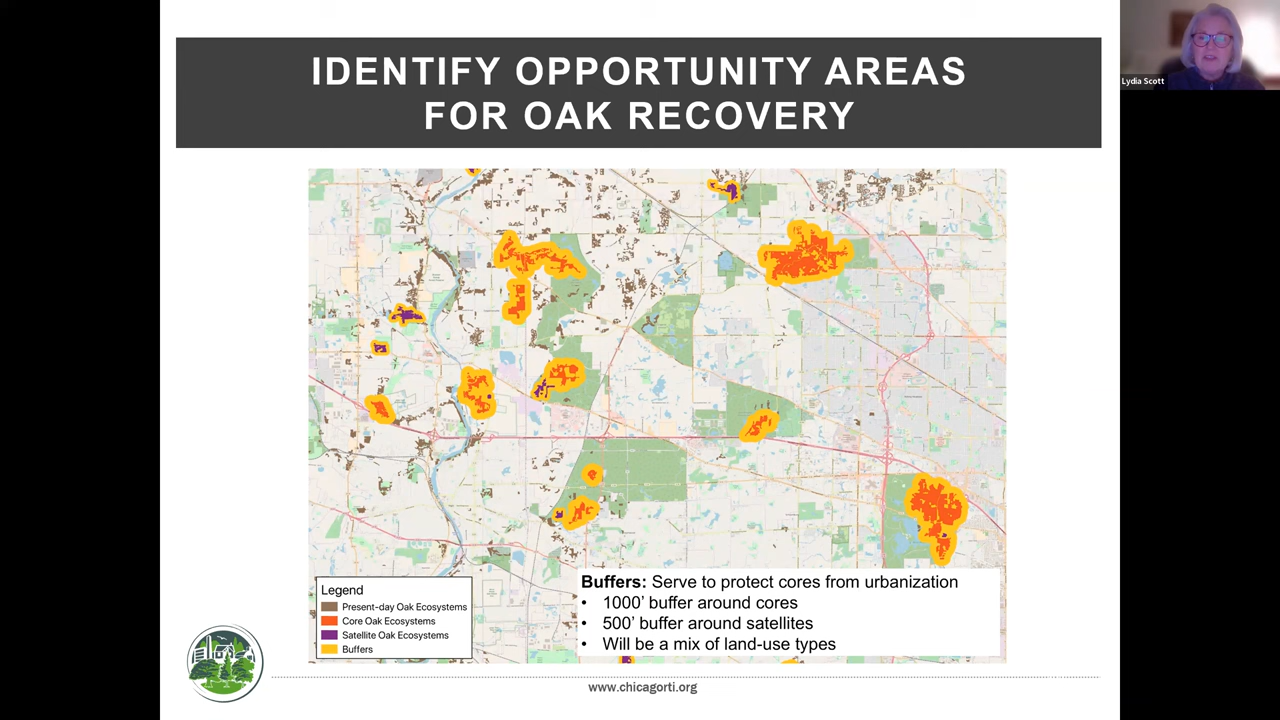 IDENTIFY OPPORTUNITY AREAS
FOR OAK RECOVERY
Lydia Scott
Legend
Present-day Oak Ecosystems
Core Oak Ecosystems
Satellite Oak Ecosystems
Buffers
Buffers: Serve to protect cores from urbanization
• 1000’ buffer around cores
• 500’ buffer around satellites
• Will be a mix of land-use types
www.chicagorti.org